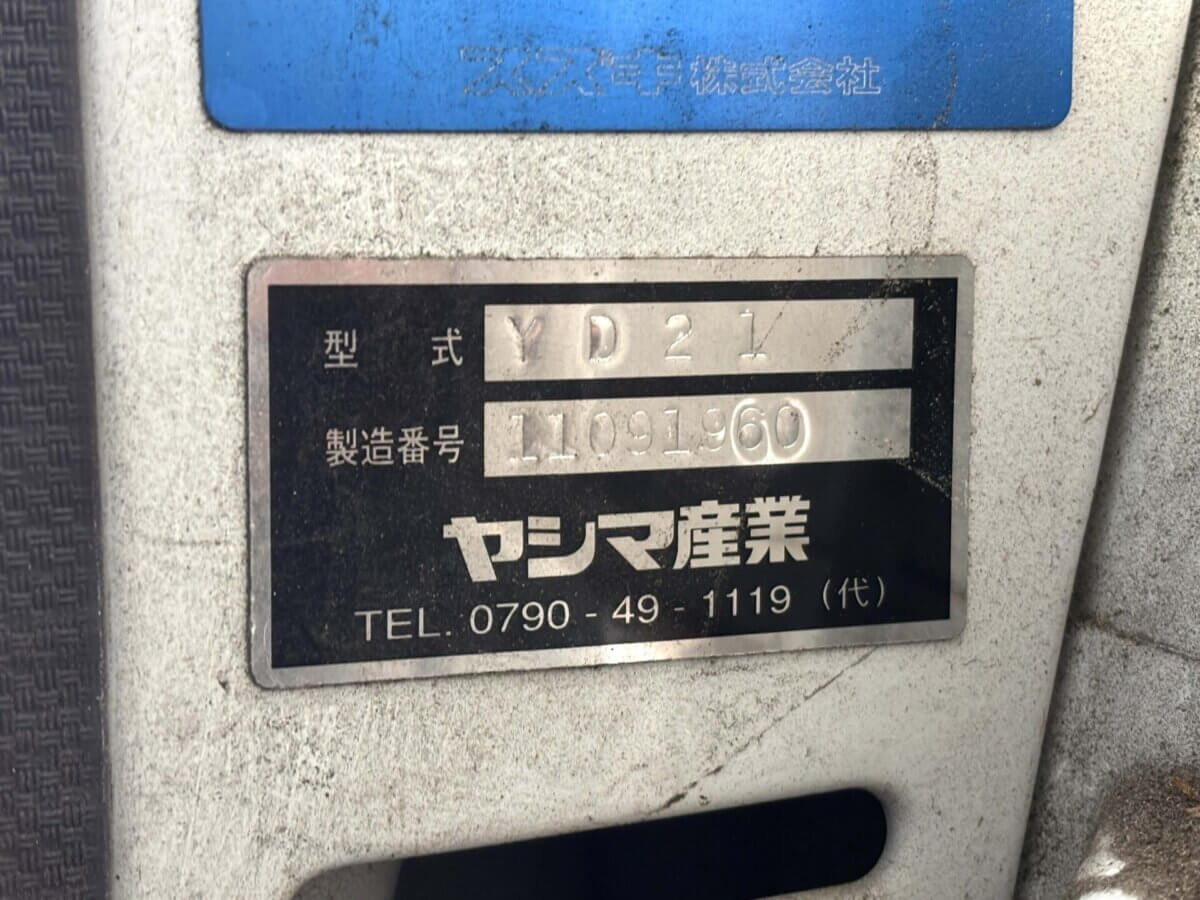 スズキ株式会社
型式 YD21
製造番号 11091960
ヤシマ産業
TEL. 0790-49-1119 (代)